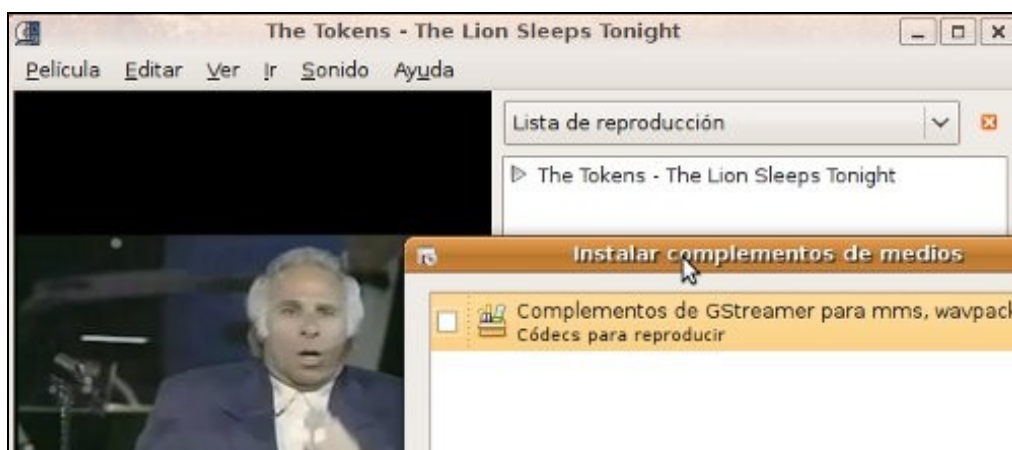 The Tokens - The Lion Sleeps Tonight
Película Editar Ver Ir Sonido Ayuda
Lista de reproducción
The Tokens - The Lion Sleeps Tonight
Instalar complementos de medios
Complementos de GStreamer para mms, wavpack
Códecs para reproducir